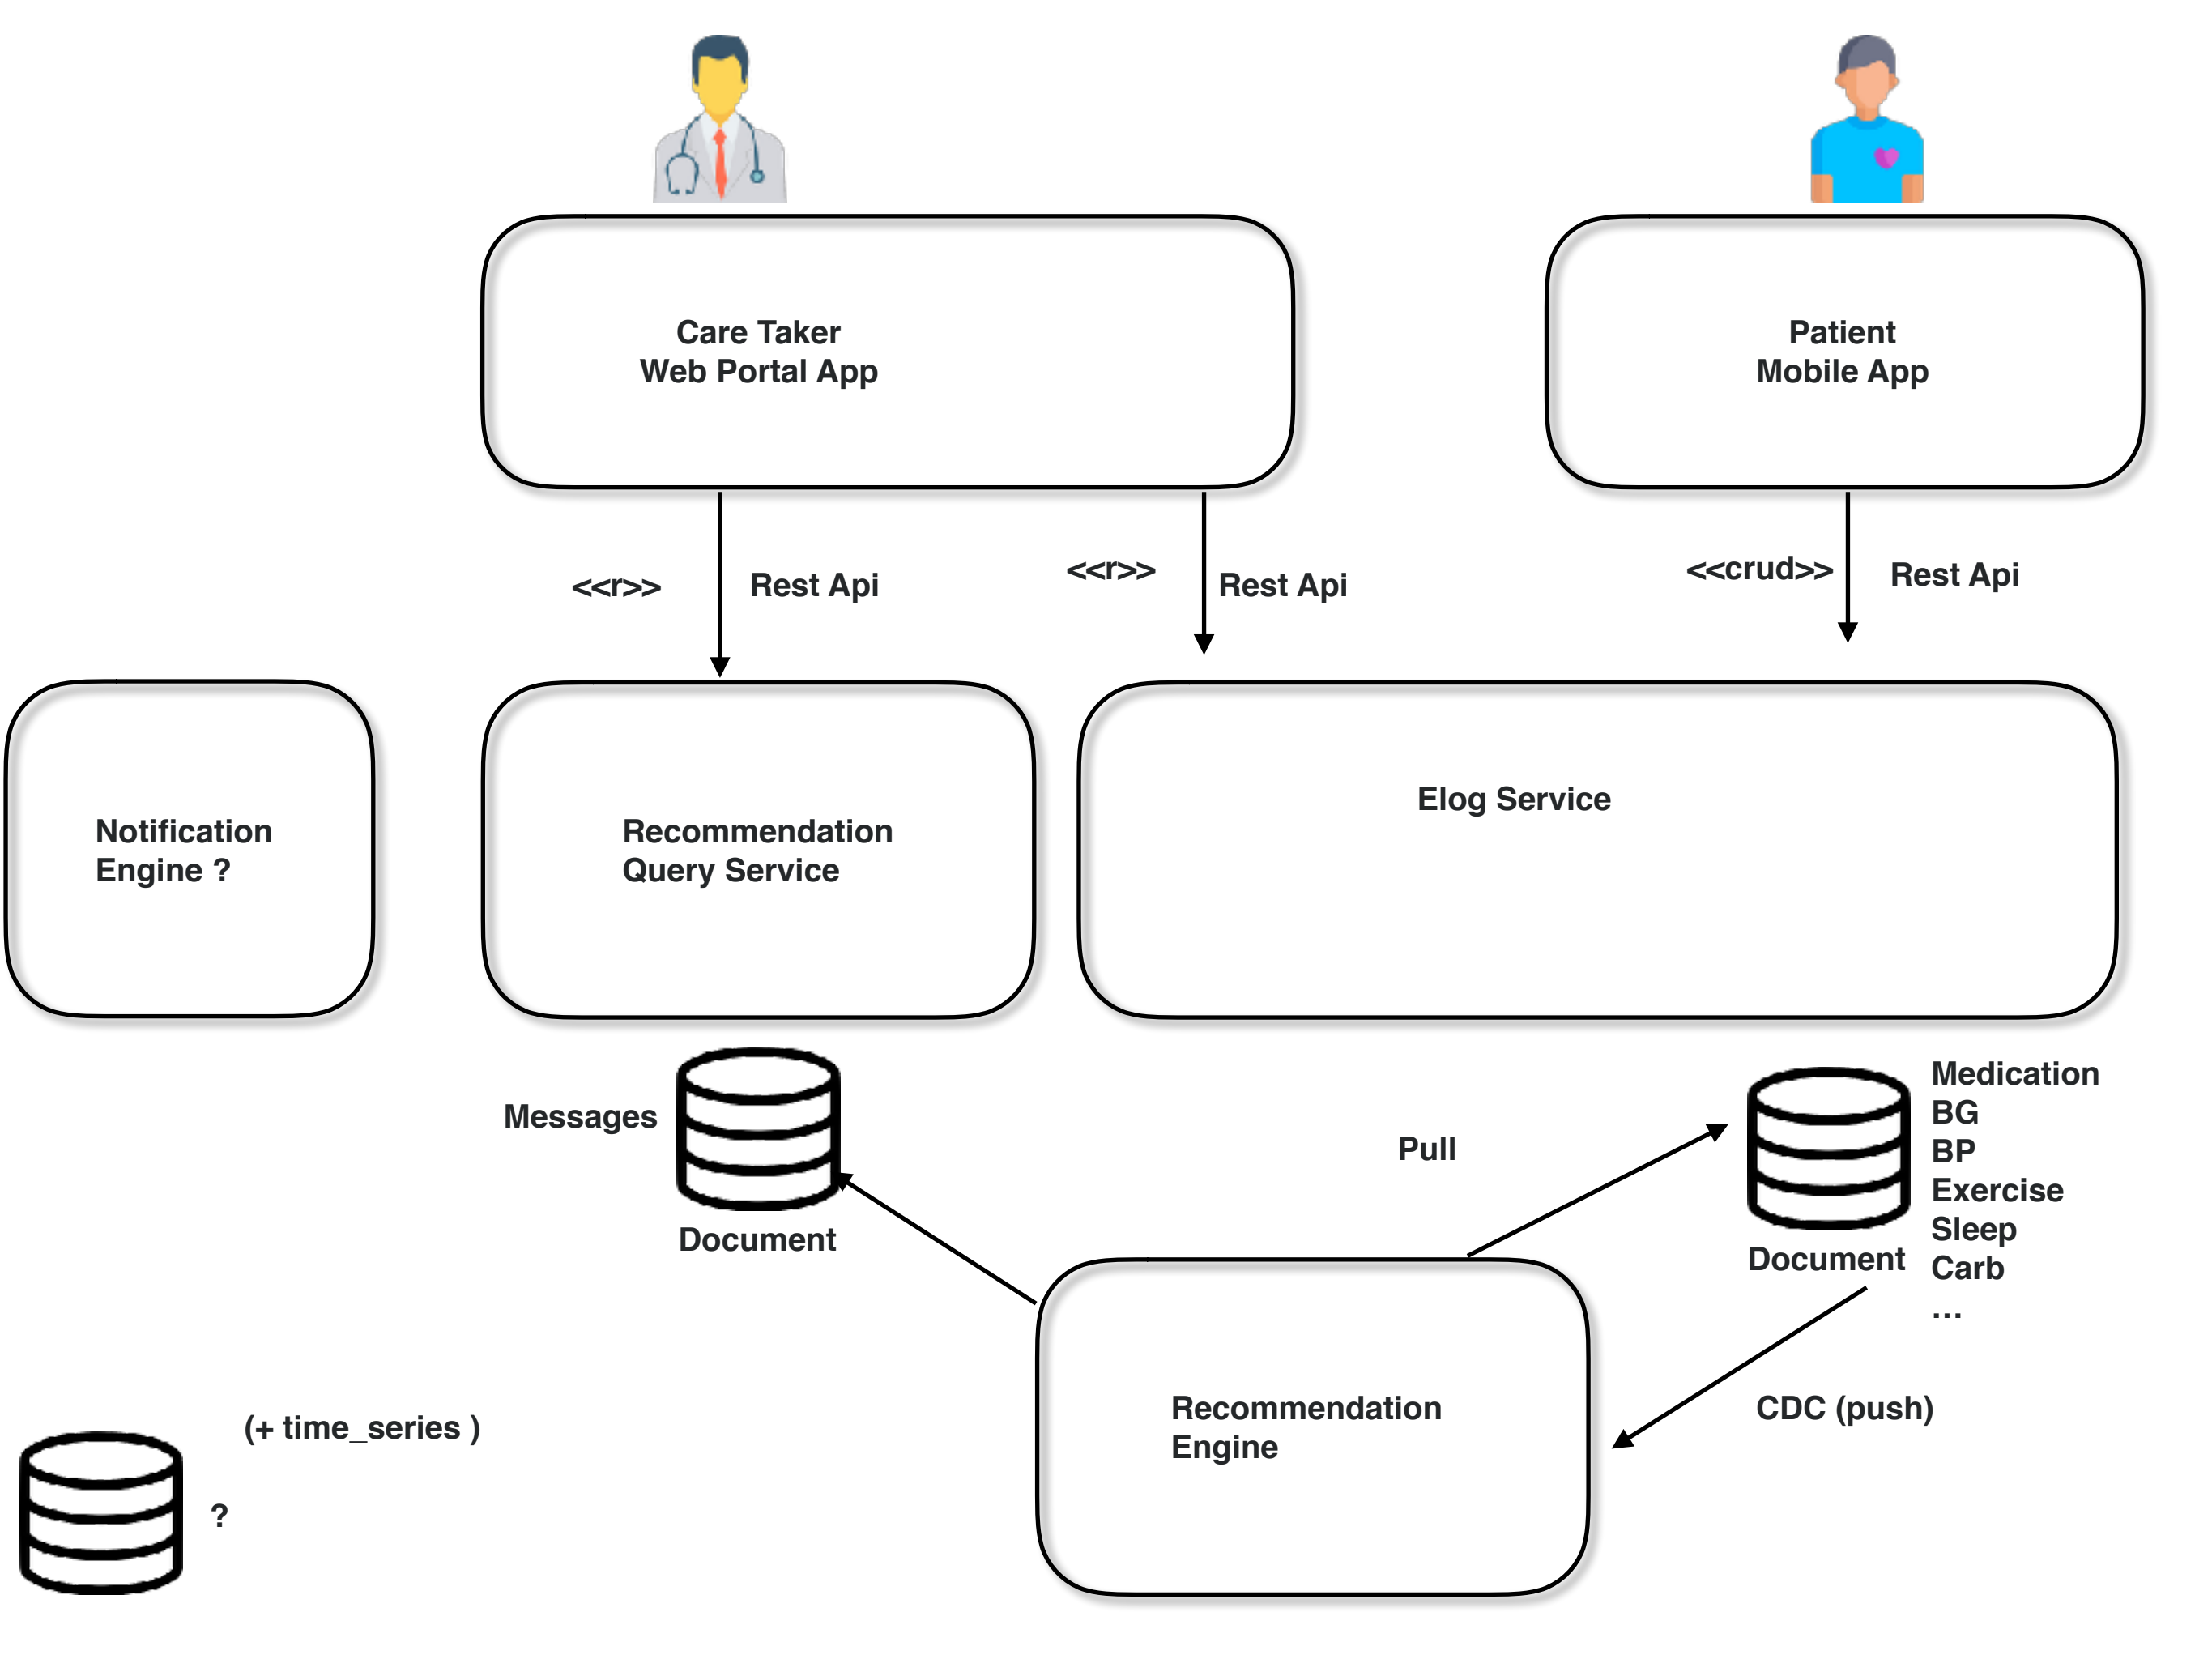 Care Taker
Web Portal App
Patient
Mobile App
<<r>>
Rest Api
<<r>>
Rest Api
<<crud>>
Rest Api
Notification
Engine ?
Recommendation
Query Service
Elog Service
Messages
Document
Pull
Document
Medication
BG
BP
Exercise
Sleep
Carb
...
Recommendation
Engine
CDC (push)
(+ time_series )
?